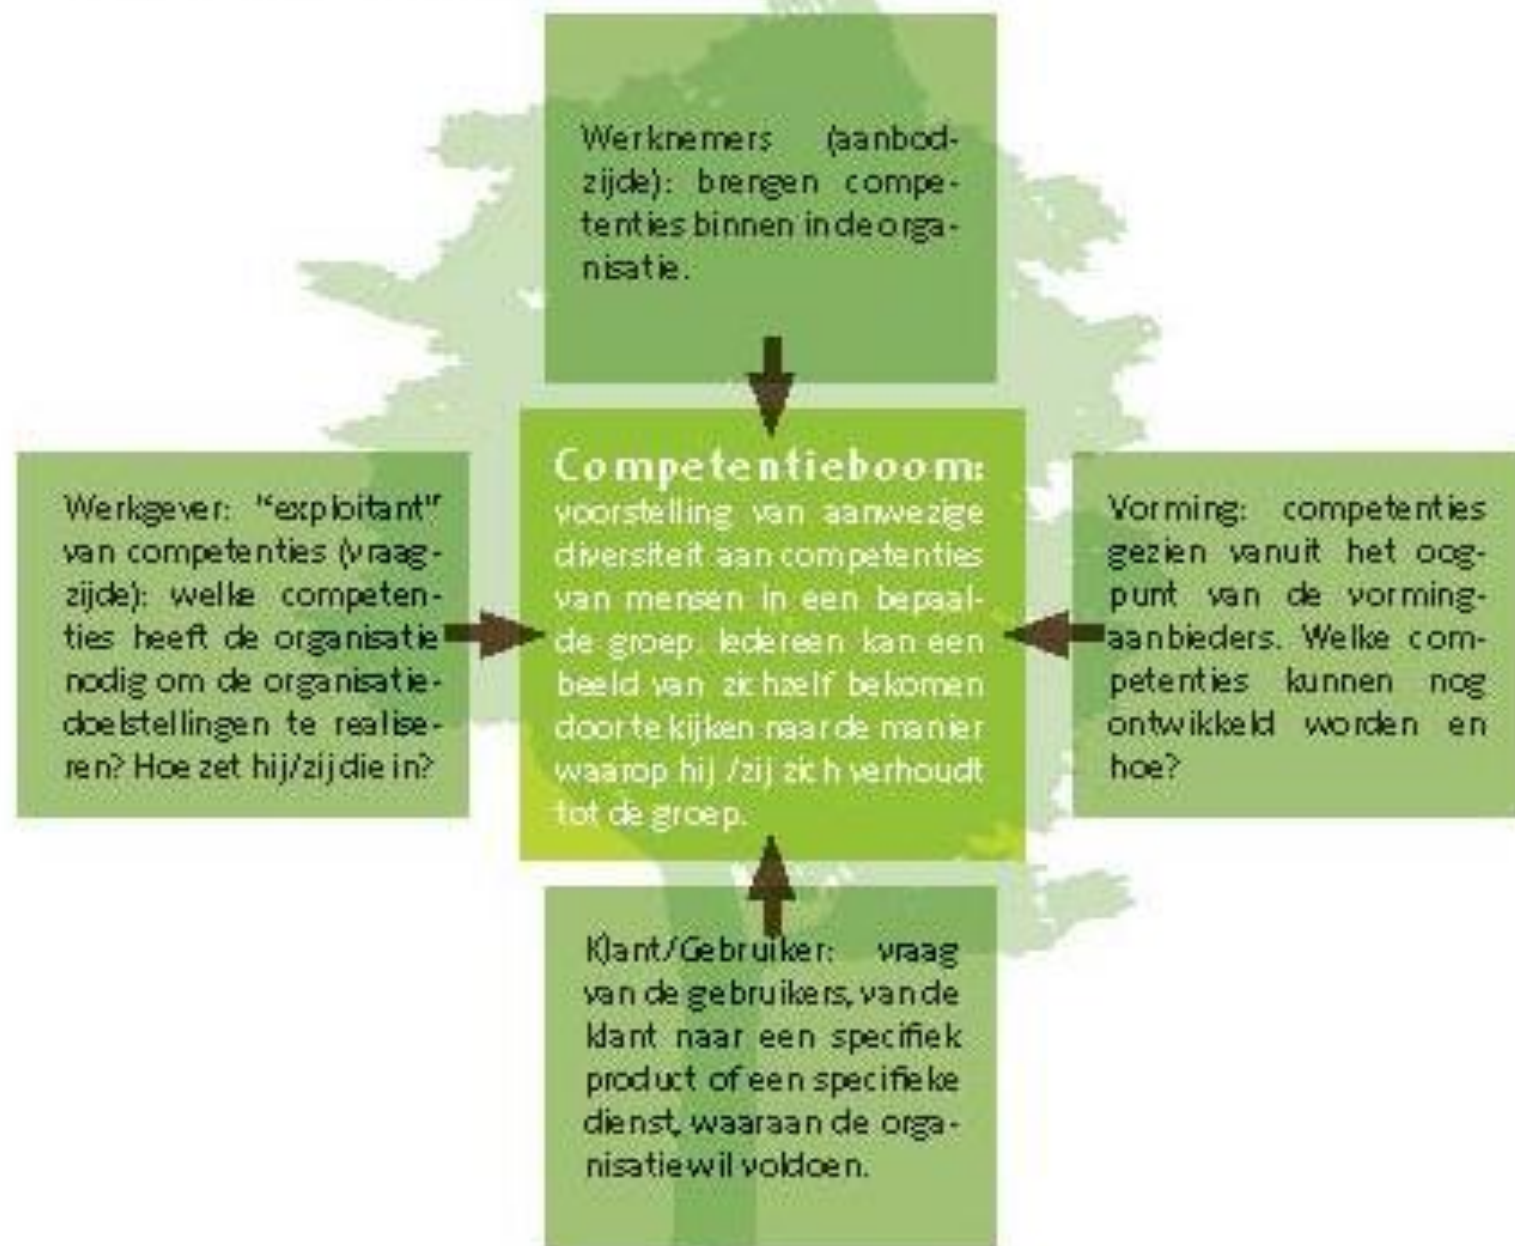 Werknemers (aanbod-
zijde): brengen compe-
tenties binnen in de orga-
nisatie.
Werkgever: "exploitant"
van competenties (vraag-
zijde): welke competen-
ties heeft de organisatie
nodig om de organisatie-
doelstellingen te realise-
ren? Hoe zet hij/zij die in?
Competentieboom:
voorstelling van aanwezige
diversiteit aan competenties
van mensen in een bepaal-
de groep. Iedereen kan een
beeld van zichzelf bekomen
door te kijken naar de manier
waarop hij /zij zich verhoudt
tot de groep.
Vorming: competenties
gezien vanuit het oog-
punt van de vorming-
aanbieders. Welke com-
petenties kunnen nog
ontwikkeld worden en
hoe?
Klant/Gebruiker: vraag
van de gebruikers, van de
klant naar een specifiek
product of een specifieke
dienst, waaraan de orga-
nisatie wil voldoen.